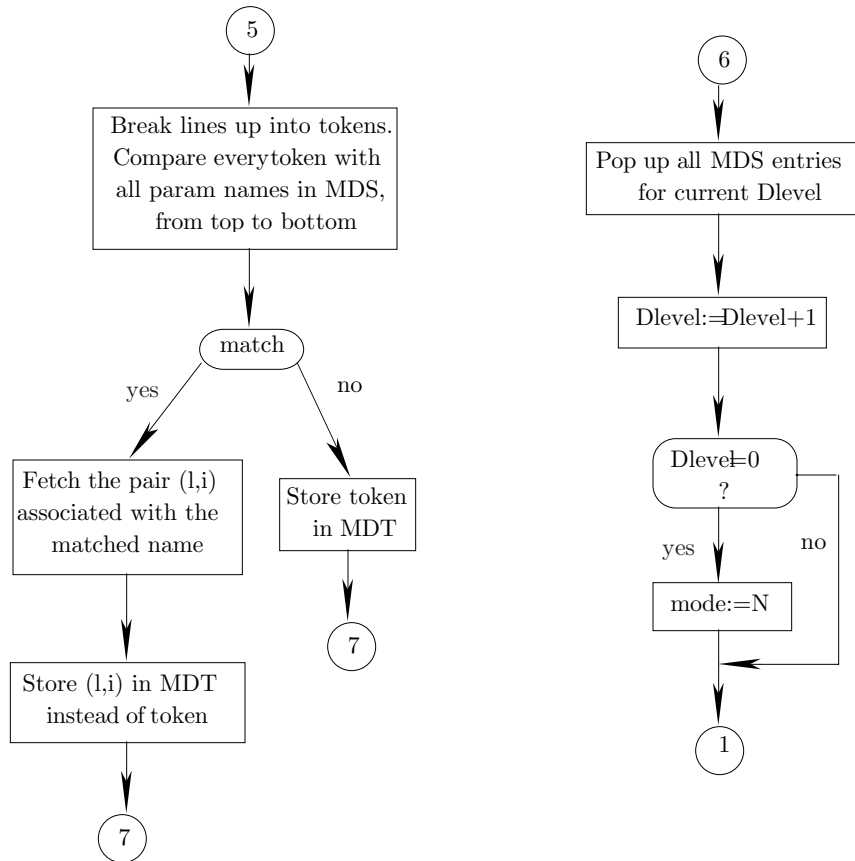 5
Break lines up into tokens.
Compare everytoken with
all param names in MDS,
from top to bottom
match
yes
no
Fetch the pair (l,i)
associated with the
matched name
Store token
in MDT
7
Store (l,i) in MDT
instead of token
7
6
Pop up all MDS entries
for current Dlevel
Dlevel:=Dlevel+1
Dlevel=0
?
yes
no
mode:=N
1